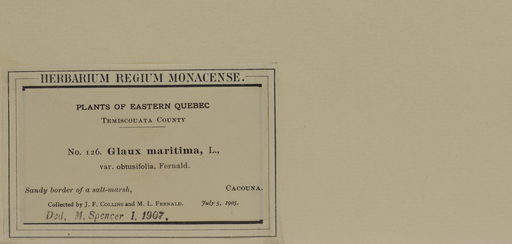 HERBARIUM REGIUM MONACENSE.
PLANTS OF EASTERN QUEBEC
TEMISCOUATA COUNTY
No. 126. Glaux maritima, L.,
var. obtusifolia, Fernald.
Sandy border of a salt-marsh, CACOUNA.
Collected by J. F. COLLINS and M. L. FERNALD. July 5, 1905.
Ded. M. Spencer 1. 1907.